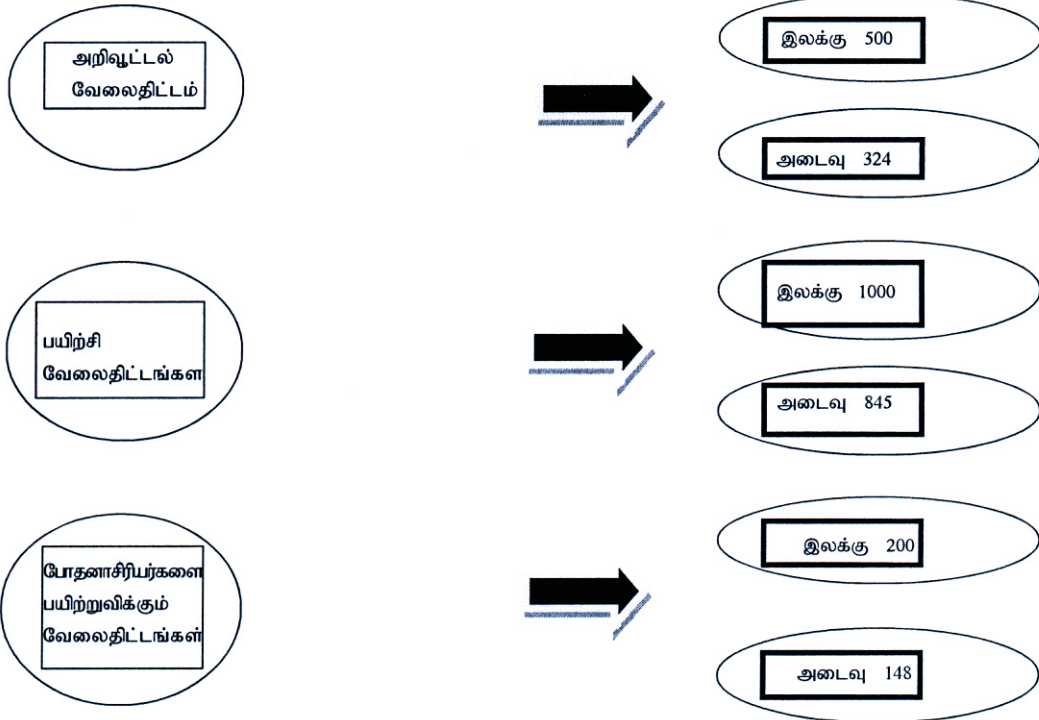 அறிவூட்டல்
வேலைதிட்டம்
இலக்கு 500
அடைவு 324
பயிற்சி
வேலைதிட்டங்கள
இலக்கு 1000
அடைவு 845
போதனாசிரியர்களை
பயிற்றுவிக்கும்
வேலைதிட்டங்கள்
இலக்கு 200
அடைவு 148